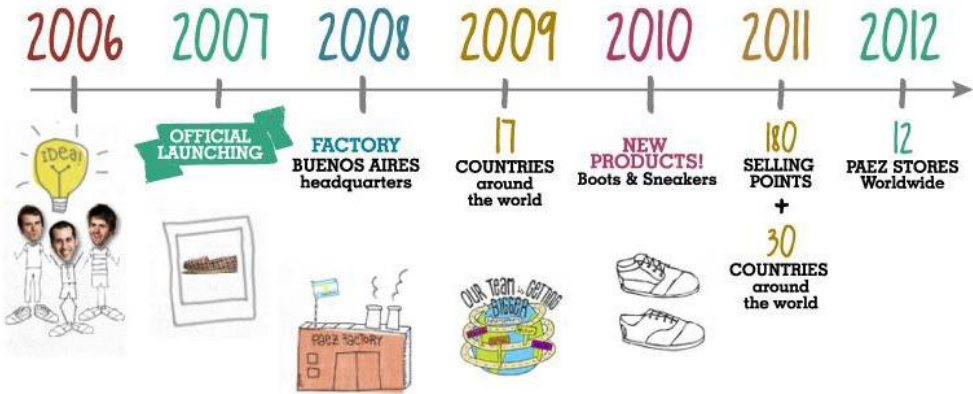 2006
2007
2008
2009
2010
2011
2012
IDEA!
OFFICIAL
LAUNCHING
FACTORY
BUENOS AIRES
headquarters
17
COUNTRIES
around
the world
NEW
PRODUCTS!
Boots & Sneakers
180
SELLING
POINTS
+
30
COUNTRIES
around
the world
12
PAEZ STORES
Worldwide
PAEZ FACTORY
OUR TEAM is GETTING
BIGGER